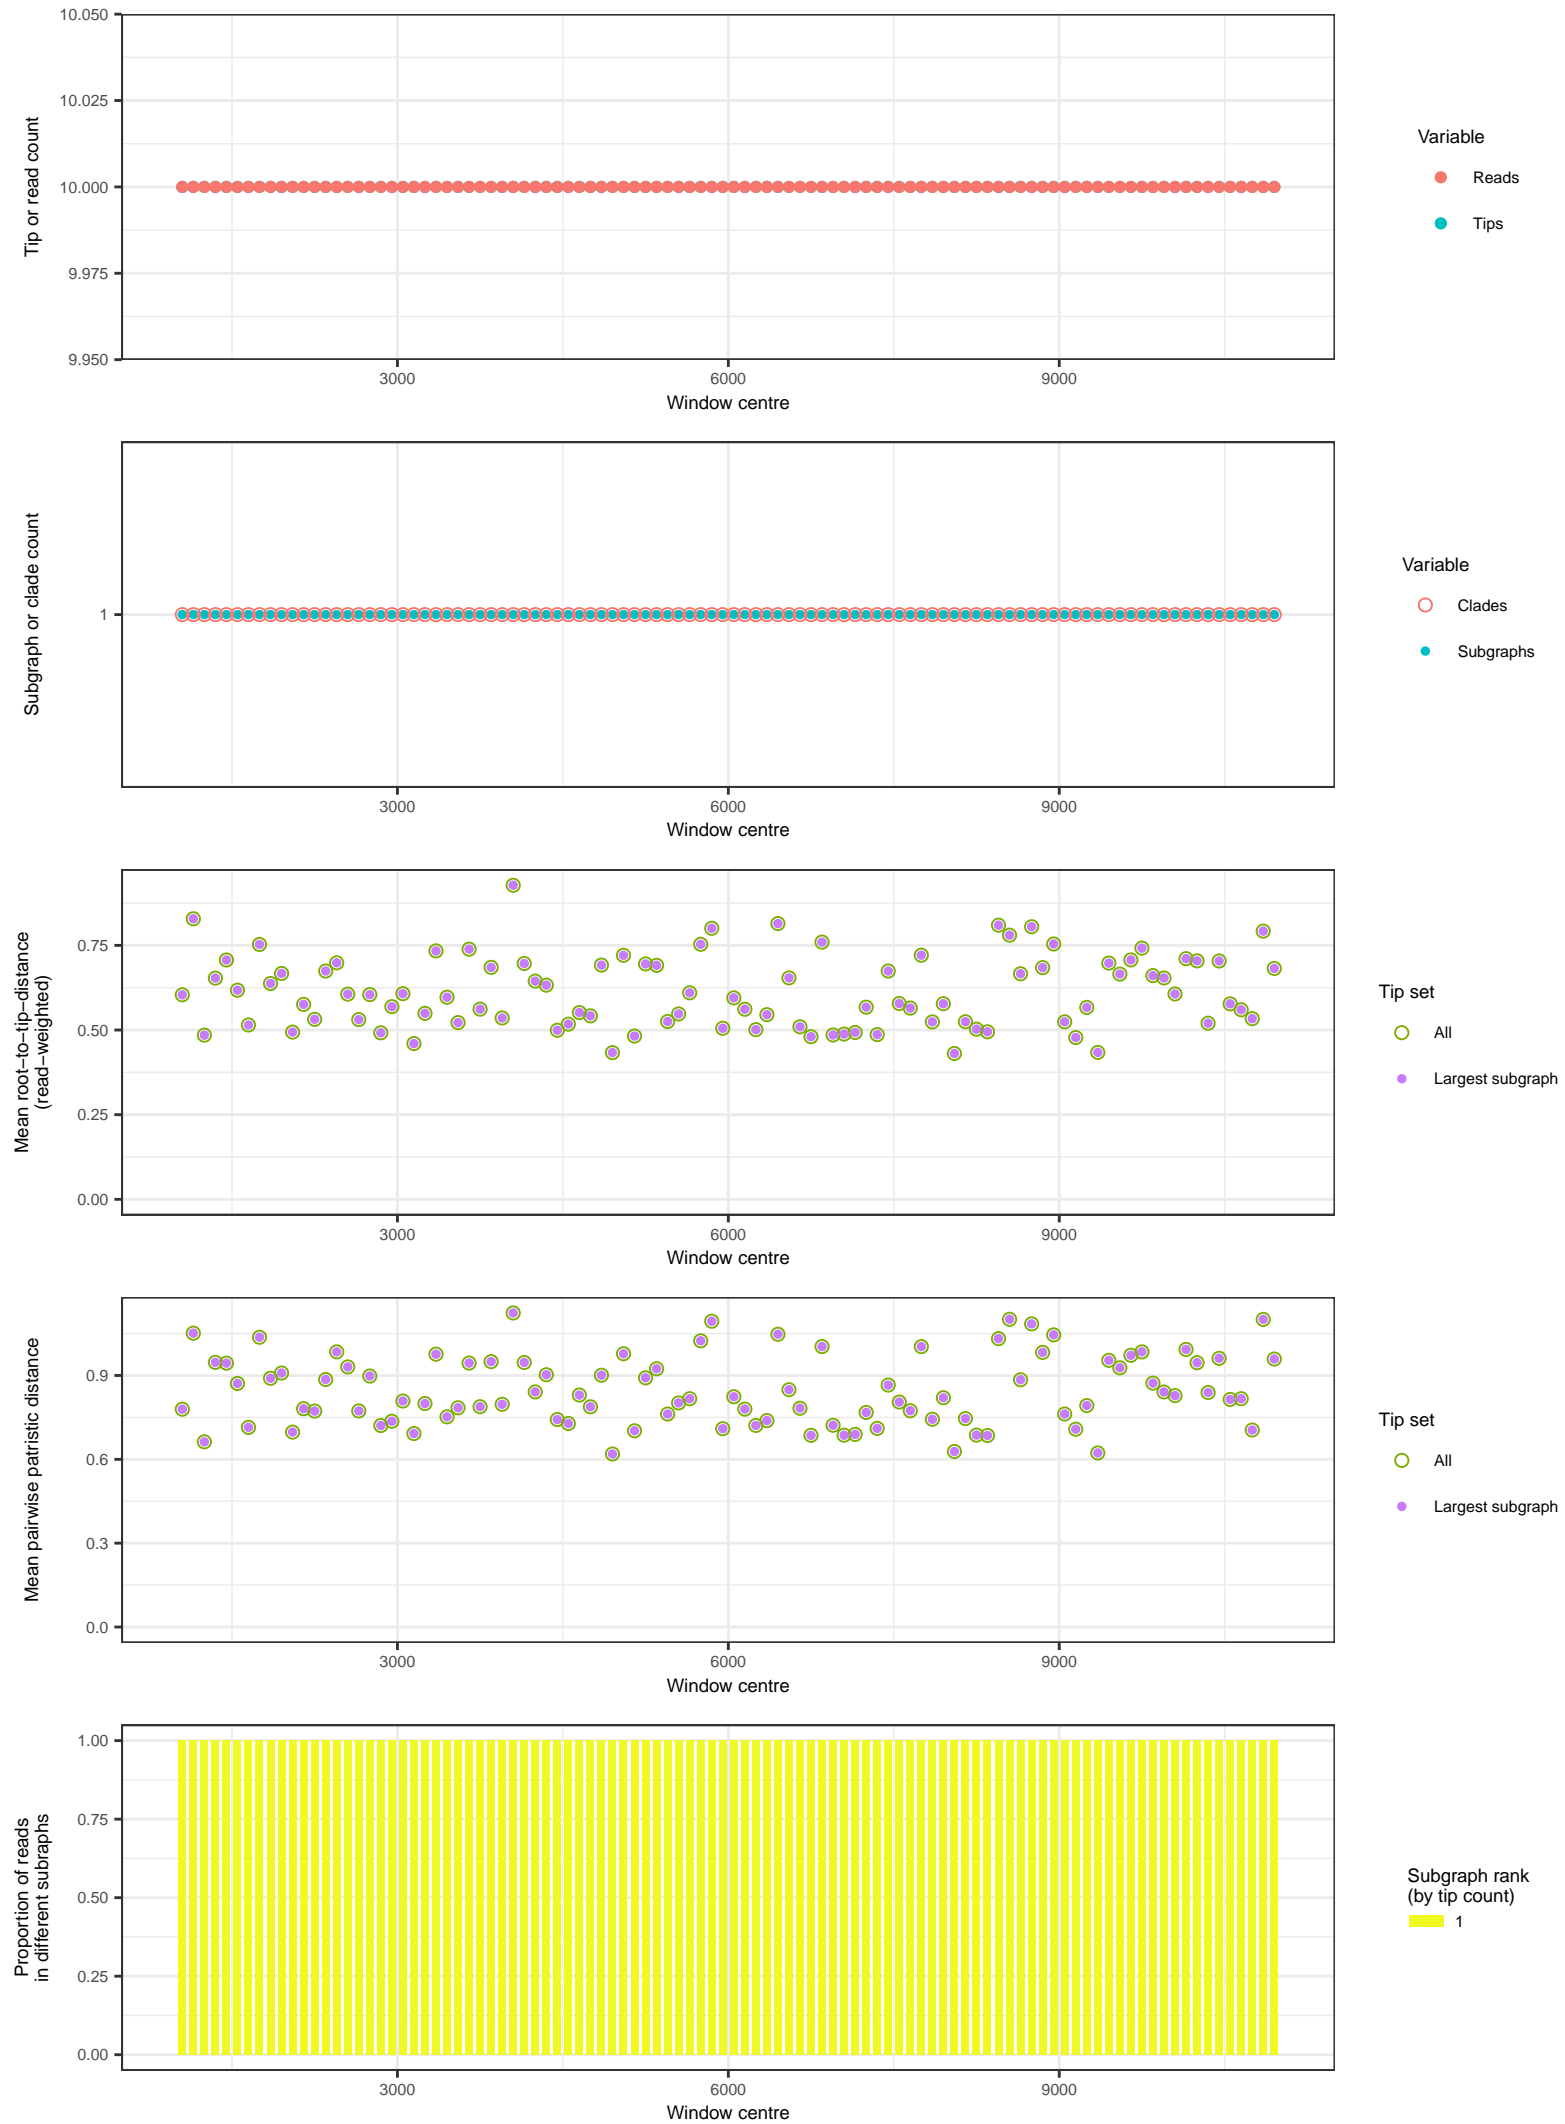 10.050
10.025
10.000
9.975
9.950
Tip or read count
3000
6000
9000
Window centre
Variable
Reads
Tips
1
Subgraph or clade count
3000
6000
9000
Window centre
Variable
Clades
Subgraphs
0.75
0.50
0.25
0.00
Mean root−to−tip−distance
(read−weighted)
3000
6000
9000
Window centre
Tip set
All
Largest subgraph
0.9
0.6
0.3
0.0
Mean pairwise patristic distance
3000
6000
9000
Window centre
Tip set
All
Largest subgraph
1.00
0.75
0.50
0.25
0.00
Proportion of reads
in different subraphs
3000
6000
9000
Window centre
Subgraph rank
(by tip count)
1